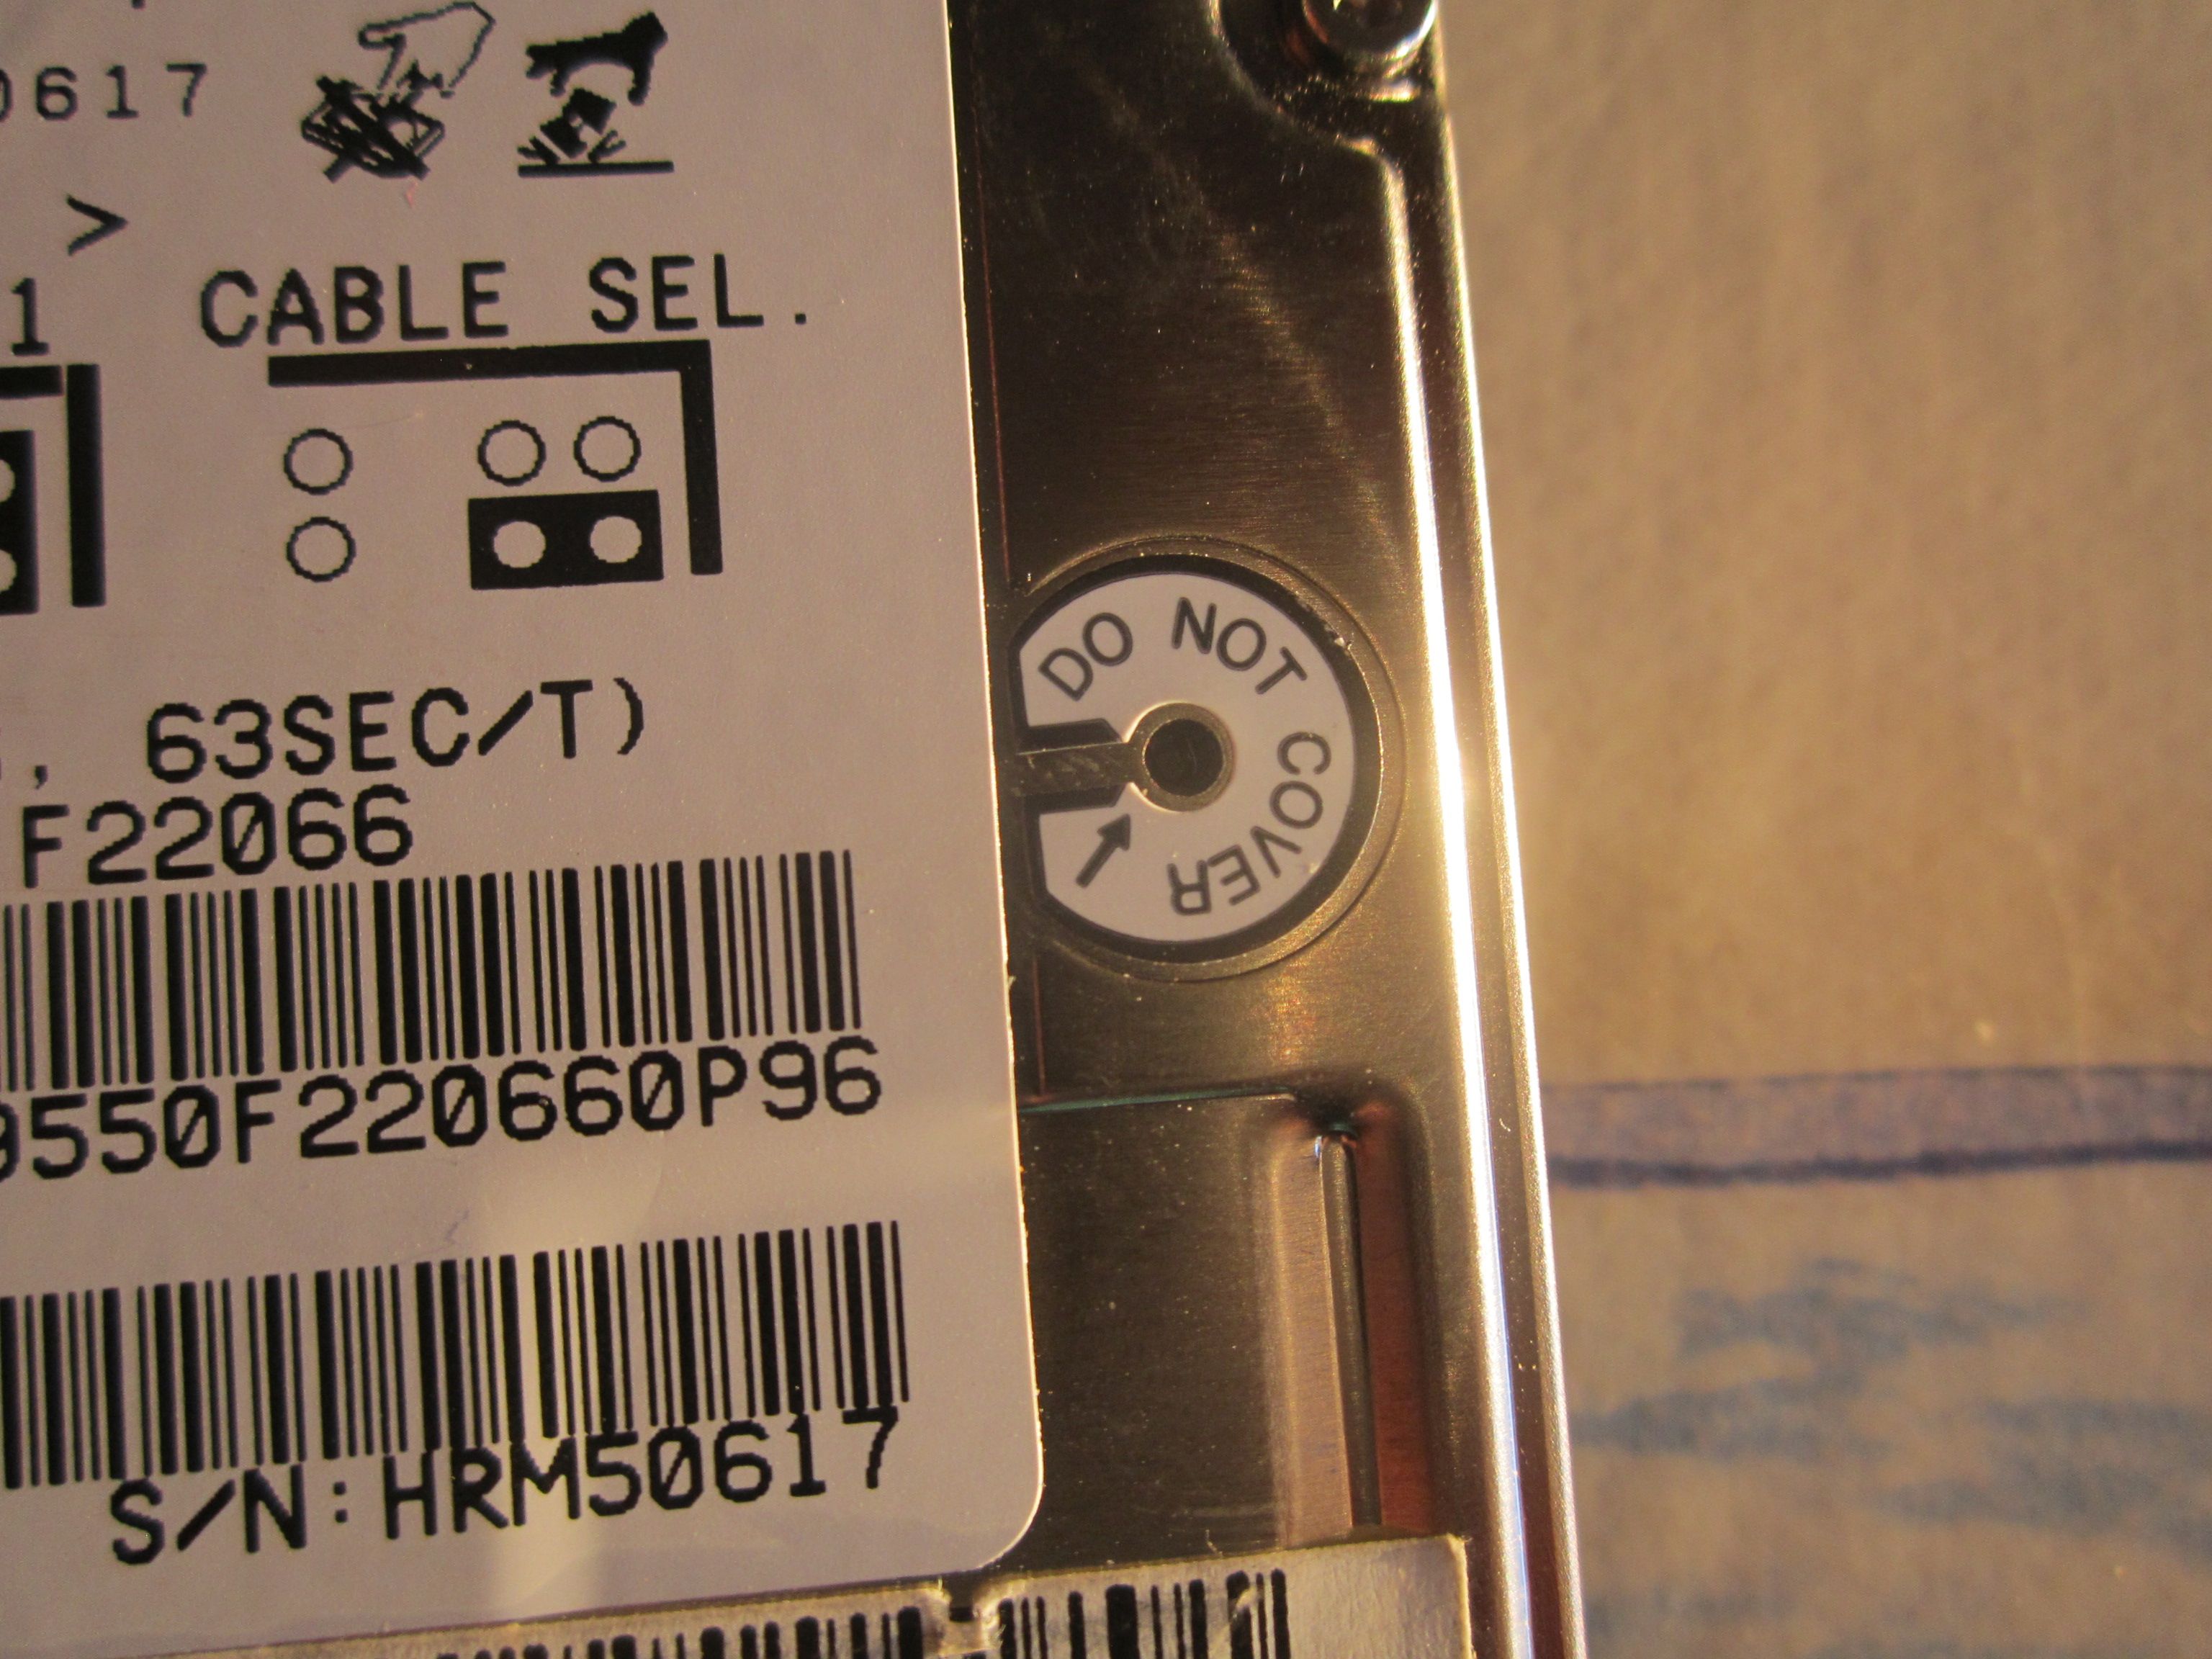 0617
>
1
CABLE SEL.
, 63SEC/T)
F22066
9550F220660P96
S/N:HRM50617
DO NOT COVER